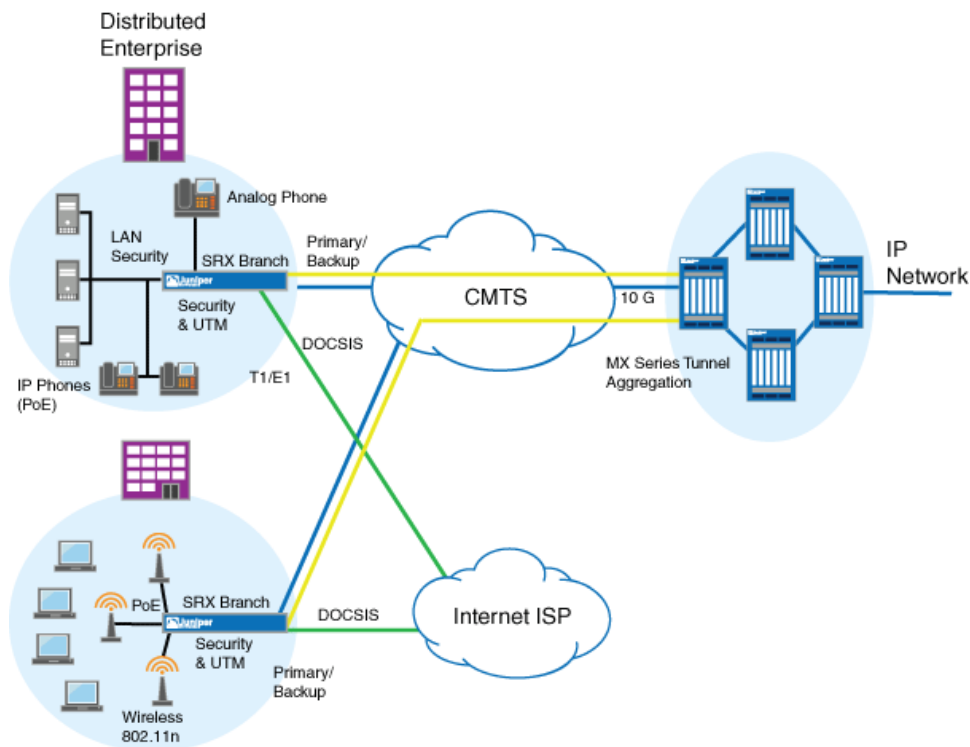 Distributed
Enterprise
Analog Phone
LAN
Security
SRX Branch
Juniper
Security
& UTM
IP Phones
(PoE)
Primary/
Backup
CMTS
10 G
IP
Network
MX Series Tunnel
Aggregation
DOCSIS
T1/E1
PoE
SRX Branch
Juniper
Security
& UTM
Wireless
802.11n
DOCSIS
Primary/
Backup
Internet ISP